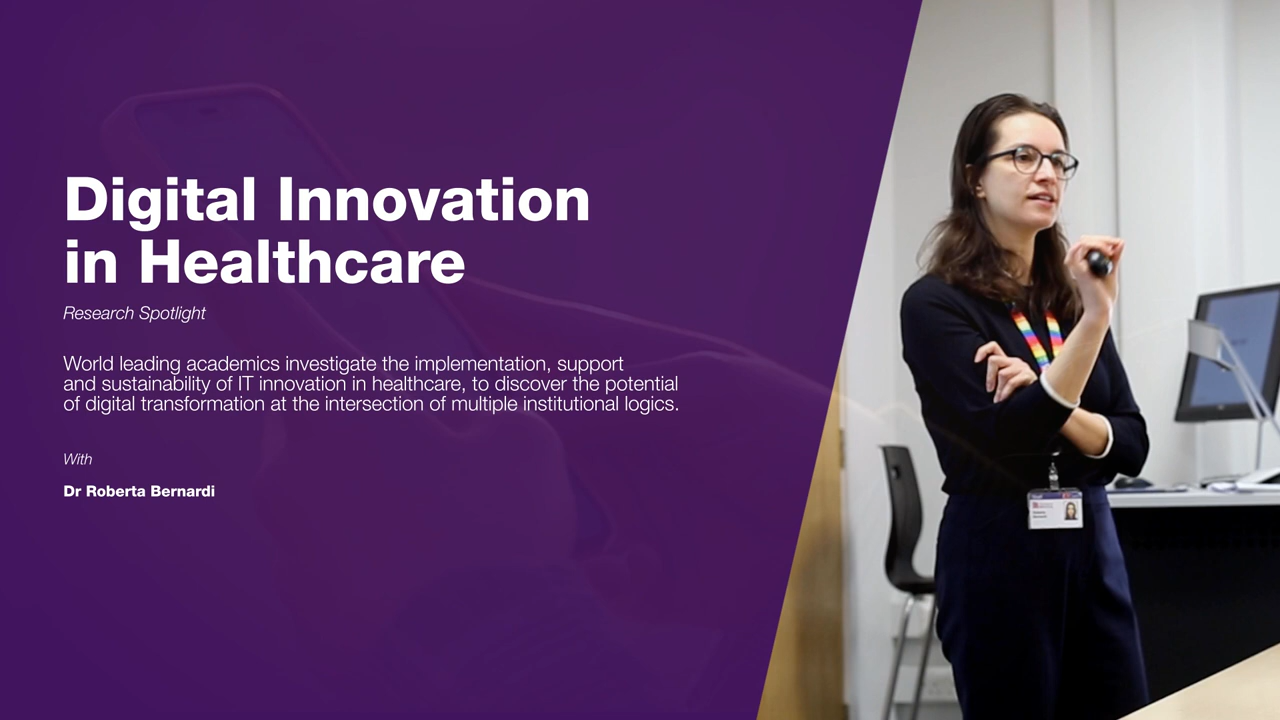 Digital Innovation
in Healthcare
Research Spotlight
World leading academics investigate the implementation, support
and sustainability of IT innovation in healthcare, to discover the potential
of digital transformation at the intersection of multiple institutional logics.
With
Dr Roberta Bernardi